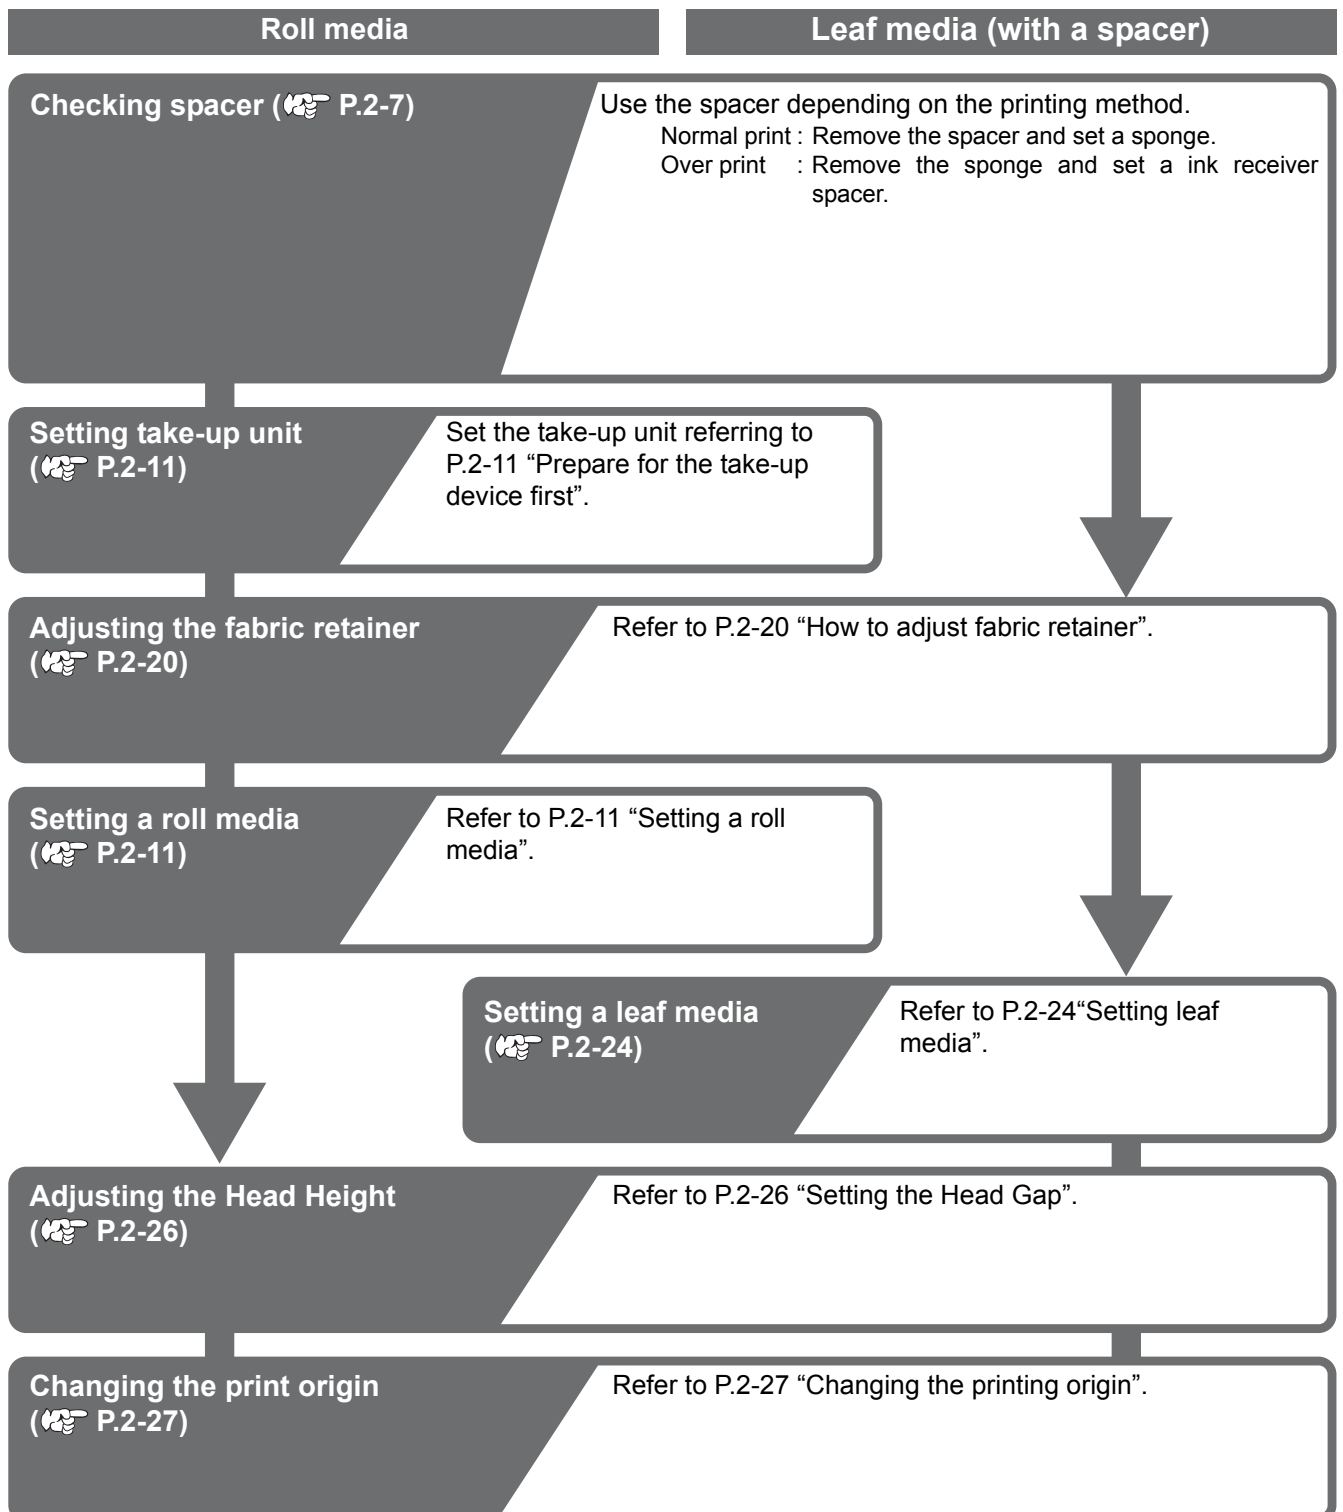 Roll media
Leaf media (with a spacer)
Checking spacer ( P.2-7)
Use the spacer depending on the printing method.
Normal print : Remove the spacer and set a sponge.
Over print : Remove the sponge and set a ink receiver
spacer.
Setting take-up unit
( P.2-11)
Set the take-up unit referring to
P.2-11 “Prepare for the take-up
device first”.
Adjusting the fabric retainer
( P.2-20)
Refer to P.2-20 “How to adjust fabric retainer”.
Setting a roll media
( P.2-11)
Refer to P.2-11 “Setting a roll
media”.
Setting a leaf media
( P.2-24)
Refer to P.2-24“Setting leaf
media”.
Adjusting the Head Height
( P.2-26)
Refer to P.2-26 “Setting the Head Gap”.
Changing the print origin
( P.2-27)
Refer to P.2-27 “Changing the printing origin”.